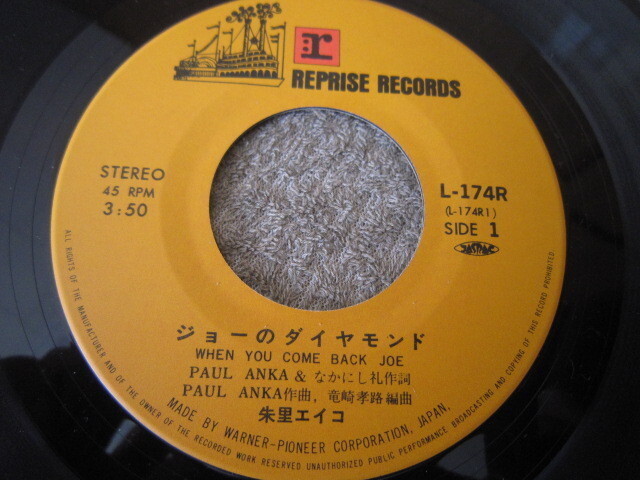 r
REPRISE RECORDS
STEREO
45 RPM
3:50
L-174R
(L-174R1)
SIDE 1
JASRAC
ジョーのダイヤモンド
WHEN YOU COME BACK JOE
PAUL ANKA & なかにし礼作詞
PAUL ANKA作曲, 竜崎孝路編曲
朱里エイコ
MADE BY WARNER-PIONEER CORPORATION, JAPAN.
ALL RIGHTS OF THE MANUFACTURER AND OF THE OWNER OF THE RECORDED WORK RESERVED UNAUTHORIZED PUBLIC PERFORMANCE, BROADCASTING AND COPYING OF THIS RECORD PROHIBITED